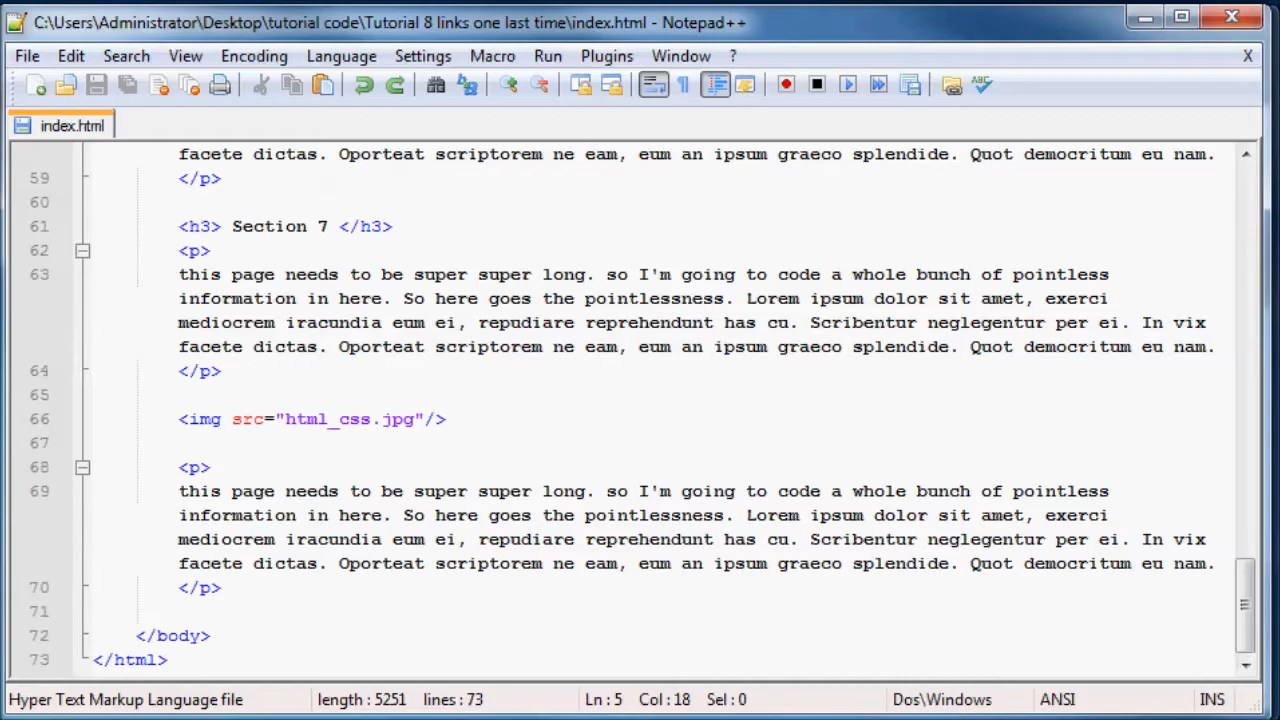 C:\Users\Administrator\Desktop\tutorial code\Tutorial 8 links one last time\index.html - Notepad++
File Edit Search View Encoding Language Settings Macro Run Plugins Window ? X
index.html
facete dictas. Oporteat scriptorem ne eam, eum an ipsum graeco splendide. Quot democritum eu nam.
59 </p>
60
61 <h3> Section 7 </h3>
62 <p>
63 this page needs to be super super long. so I'm going to code a whole bunch of pointless
information in here. So here goes the pointlessness. Lorem ipsum dolor sit amet, exerci
mediocrem iracundia eum ei, repudiare reprehendunt has cu. Scribentur neglegentur per ei. In vix
facete dictas. Oporteat scriptorem ne eam, eum an ipsum graeco splendide. Quot democritum eu nam.
64 </p>
65
66 <img src="html_css.jpg"/>
67
68 <p>
69 this page needs to be super super long. so I'm going to code a whole bunch of pointless
information in here. So here goes the pointlessness. Lorem ipsum dolor sit amet, exerci
mediocrem iracundia eum ei, repudiare reprehendunt has cu. Scribentur neglegentur per ei. In vix
facete dictas. Oporteat scriptorem ne eam, eum an ipsum graeco splendide. Quot democritum eu nam.
70 </p>
71
72 </body>
73 </html>
Hyper Text Markup Language file length : 5251 lines : 73 Ln : 5 Col : 18 Sel : 0 Dos\Windows ANSI INS